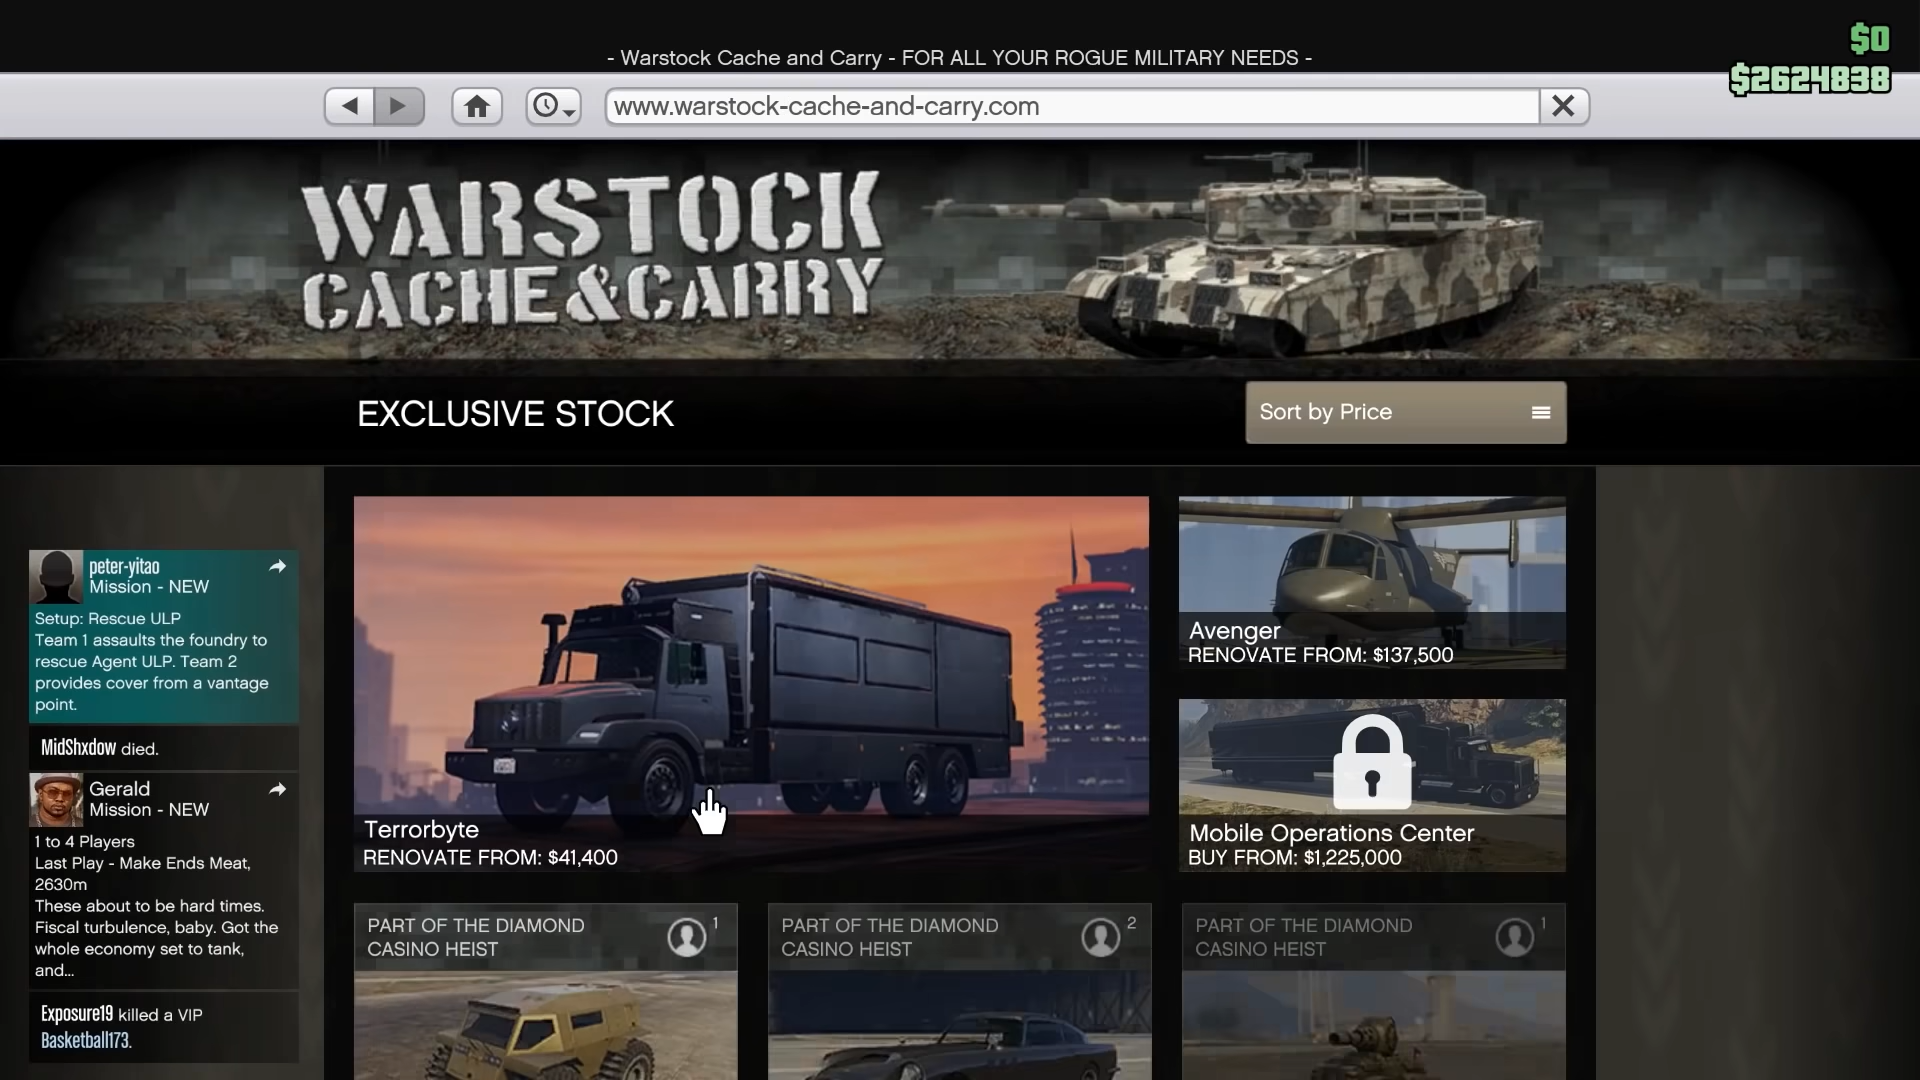 - Warstock Cache and Carry - FOR ALL YOUR ROGUE MILITARY NEEDS -
$0
$2624838
www.warstock-cache-and-carry.com
WARSTOCK
CACHE & CARRY
EXCLUSIVE STOCK
Sort by Price
peter-yitao
Mission - NEW
Setup: Rescue ULP
Team 1 assaults the foundry to
rescue Agent ULP. Team 2
provides cover from a vantage
point.
MidShxdow died.
Gerald
Mission - NEW
1 to 4 Players
Last Play - Make Ends Meat,
2630m
These about to be hard times.
Fiscal turbulence, baby. Got the
whole economy set to tank,
and...
Exposure19 killed a VIP
Basketball173.
Terrorbyte
RENOVATE FROM: $41,400
Avenger
RENOVATE FROM: $137,500
Mobile Operations Center
BUY FROM: $1,225,000
PART OF THE DIAMOND
CASINO HEIST
1
PART OF THE DIAMOND
CASINO HEIST
2
PART OF THE DIAMOND
CASINO HEIST
1